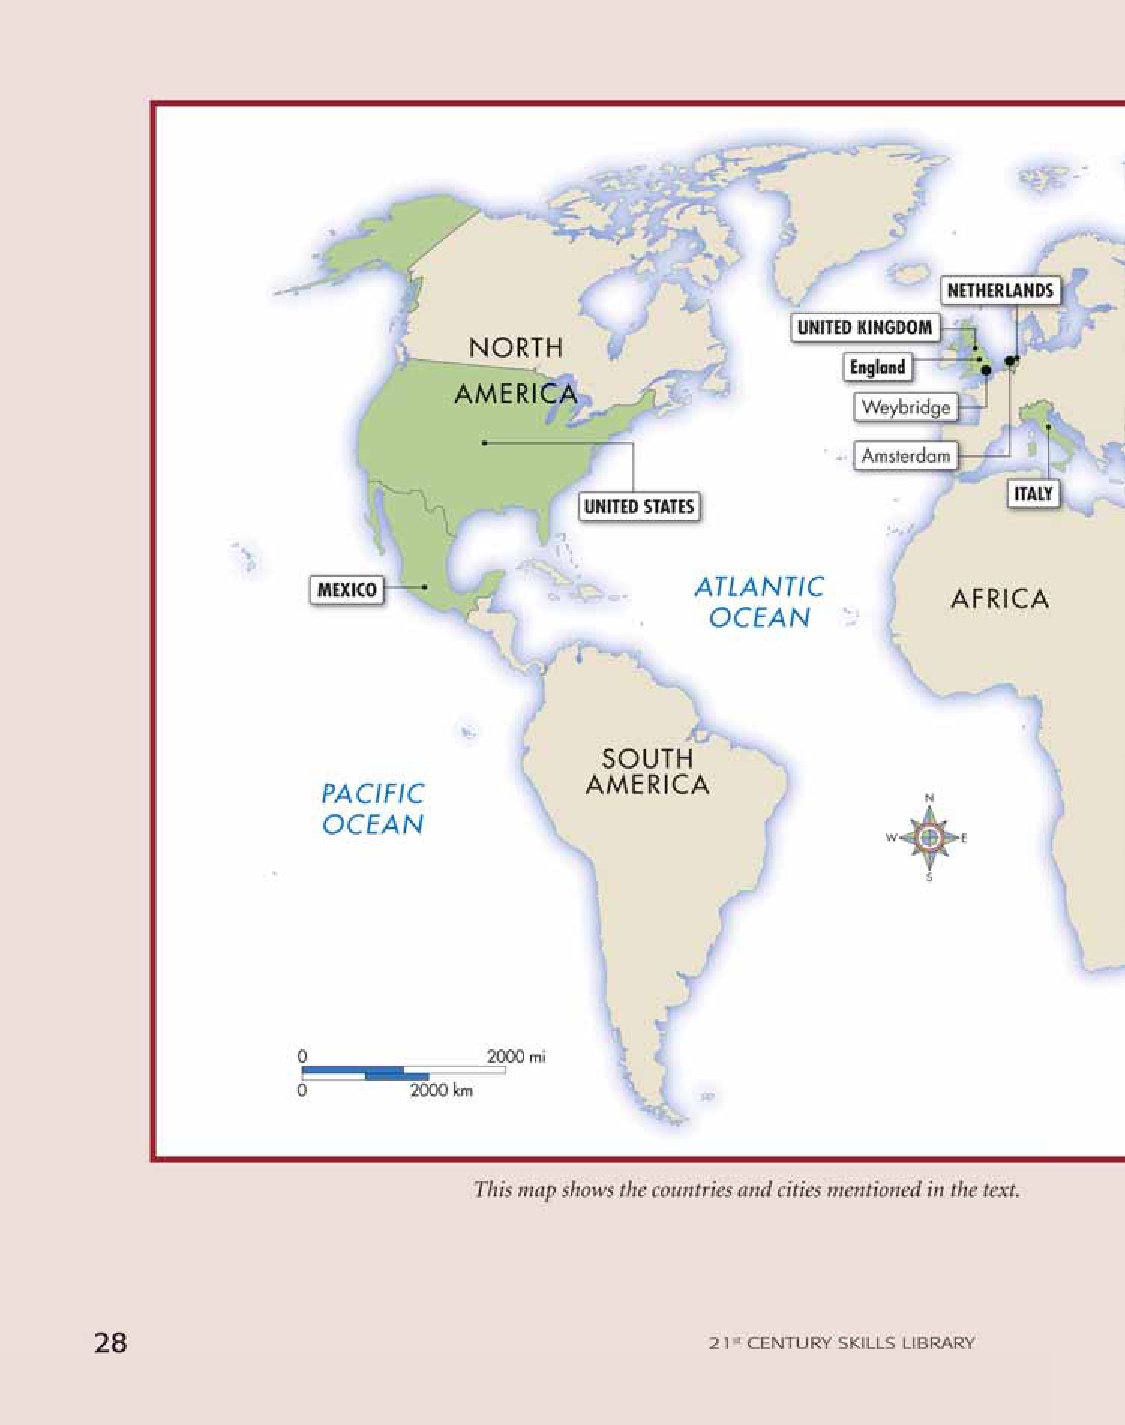 NETHERLANDS
UNITED KINGDOM
England
Weybridge
Amsterdam
ITALY
NORTH
AMERICA
UNITED STATES
MEXICO
ATLANTIC
OCEAN
AFRICA
SOUTH
AMERICA
PACIFIC
OCEAN
N
W E
S
0 2000 mi
0 2000 km
This map shows the countries and cities mentioned in the text.
28
21st CENTURY SKILLS LIBRARY